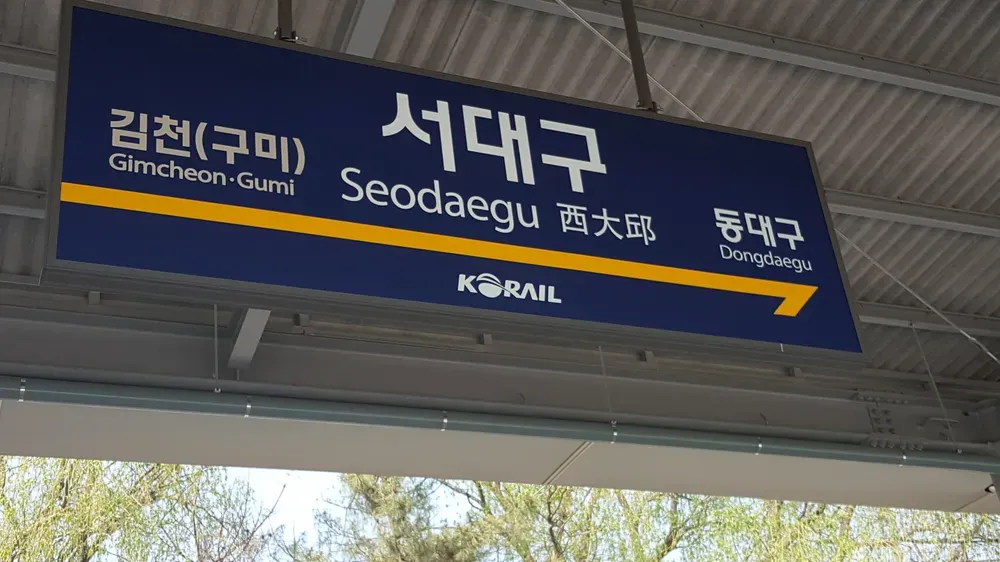 김천(구미)
Gimcheon·Gumi
서대구
Seodaegu 西大邱
동대구
Dongdaegu
KORAIL